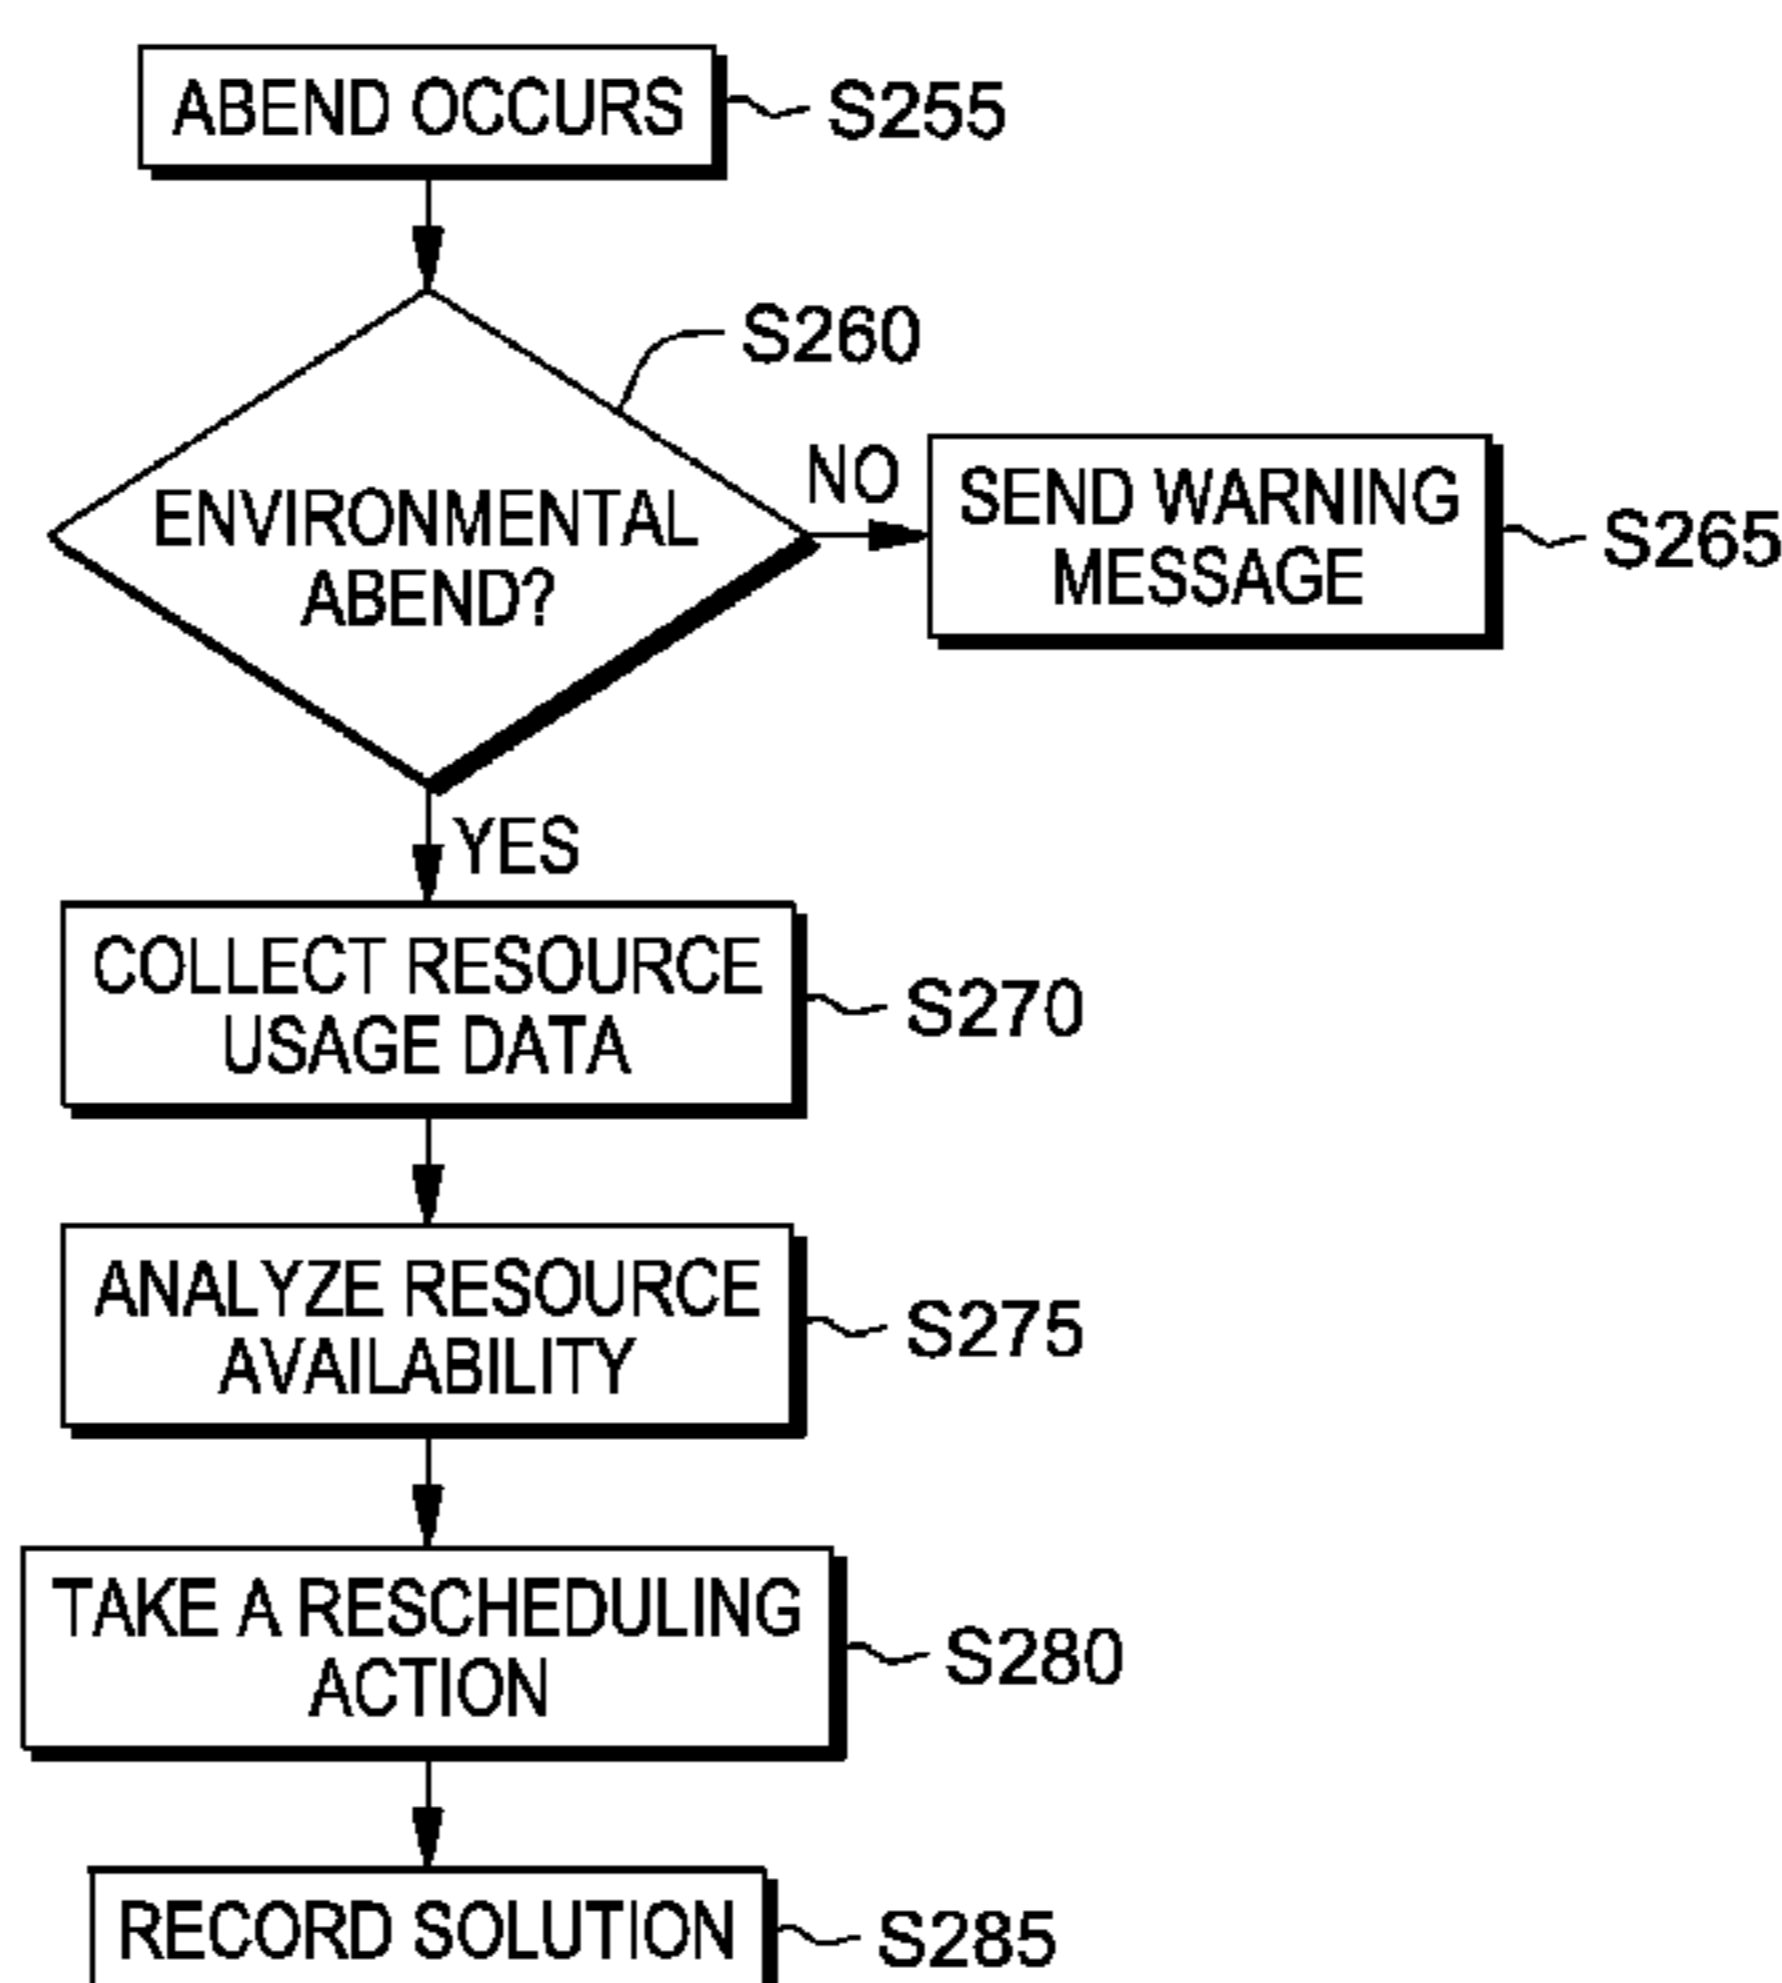 ABEND OCCURS
S255
S260
ENVIRONMENTAL
ABEND?
NO
SEND WARNING
MESSAGE
S265
YES
COLLECT RESOURCE
USAGE DATA
S270
ANALYZE RESOURCE
AVAILABILITY
S275
TAKE A RESCHEDULING
ACTION
S280
RECORD SOLUTION
S285